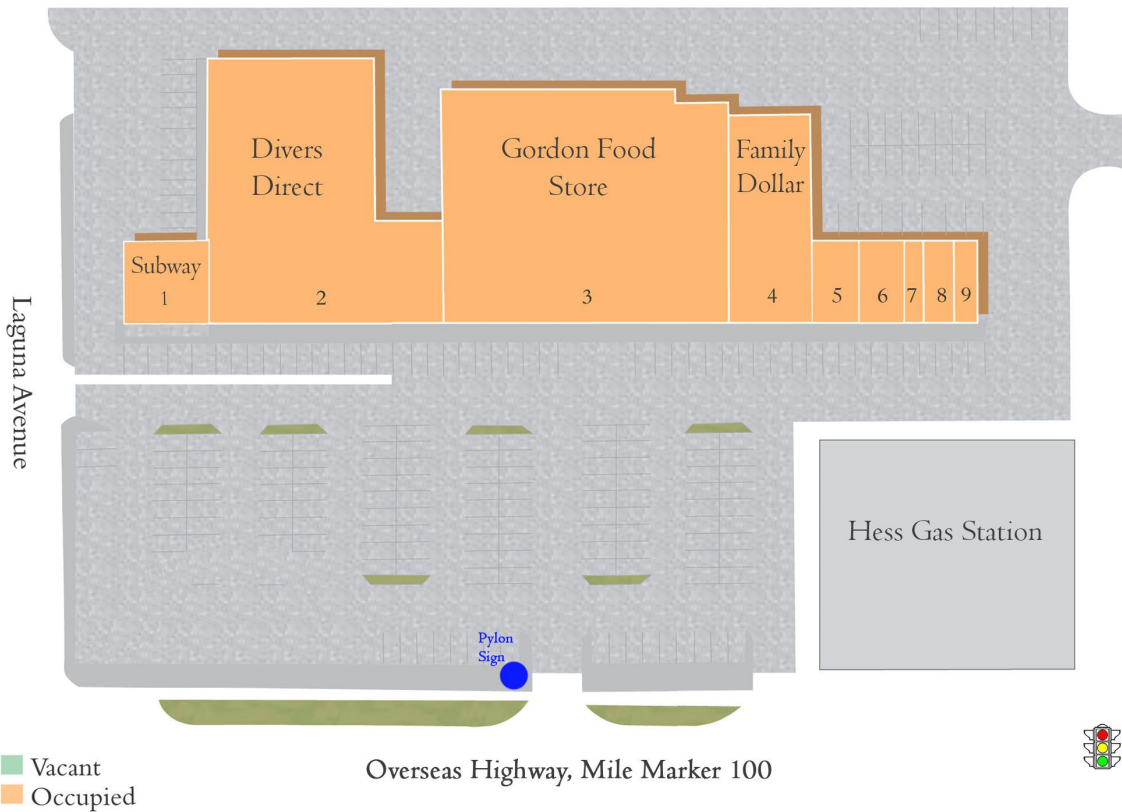 Divers
Direct
Gordon Food
Store
Family
Dollar
Subway
1
2
3
4
5
6
7
8
9
Laguna Avenue
Hess Gas Station
Pylon
Sign
Vacant
Occupied
Overseas Highway, Mile Marker 100